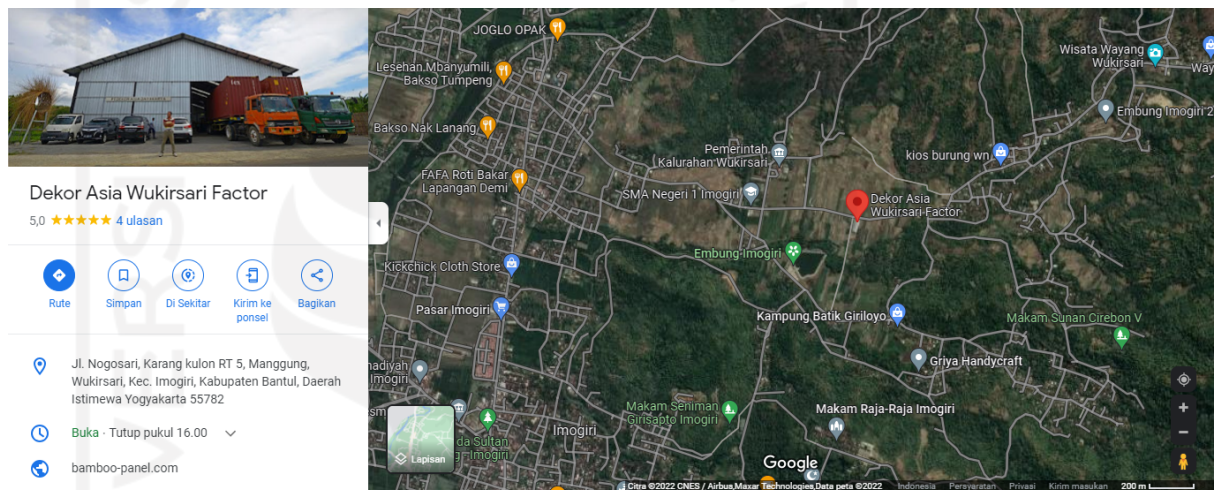 Dekor Asia Wukirsari Factor
5,0 ★★★★★ 4 ulasan
Rute
Simpan
Di Sekitar
Kirim ke
ponsel
Bagikan
Jl. Nogosari, Karang kulon RT 5, Manggung,
Wukirsari, Kec. Imogiri, Kabupaten Bantul, Daerah
Istimewa Yogyakarta 55782
Buka · Tutup pukul 16.00
bamboo-panel.com
JOGLO OPAK
Lesehan Mbanyumili,
Bakso Tumpeng
Bakso Nak Lanang
FAFA Roti Bakar
Lapangan Demi
Kickchick Cloth Store
Pasar Imogiri
Imogiri
Wisata Wayang
Wukirsari
Way
Embung Imogiri 2
kios burung wn
Pemerintah
Kalurahan Wukirsari
SMA Negeri 1 Imogiri
Dekor Asia
Wukirsari Factor
Embung Imogiri
Kampung Batik Giriloyo
Makam Sunan Cirebon V
Griya Handycraft
Makam Seniman
Girisapto Imogiri
Makam Raja-Raja Imogiri
madiyah
Imogiri
da Sultan
Imogiri
Lapisan
Google
Citra ©2022 CNES / Airbus,Maxar Technologies,Data peta ©2022
Indonesia
Persyaratan
Privasi
Kirim masukan
200 m